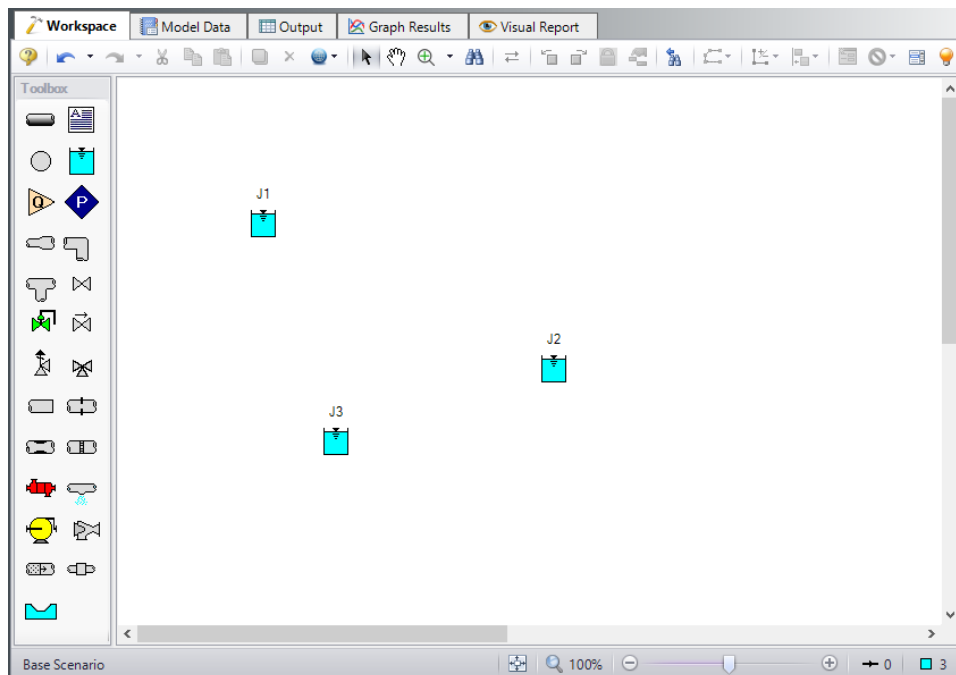 Workspace Model Data Output Graph Results Visual Report
Toolbox
A
Q P
J1
J2
J3
Base Scenario 100% 0 3